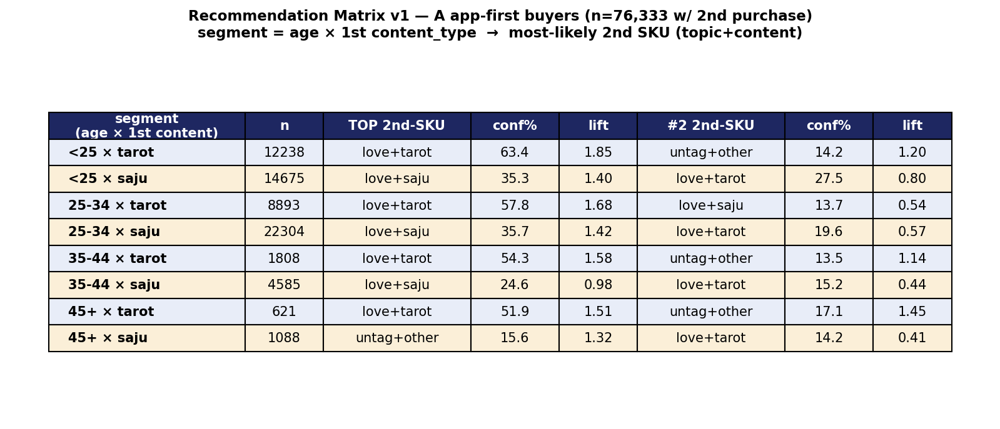 Recommendation Matrix v1 — A app-first buyers (n=76,333 w/ 2nd purchase)
segment = age × 1st content_type → most-likely 2nd SKU (topic+content)
segment
(age × 1st content) n TOP 2nd-SKU conf% lift #2 2nd-SKU conf% lift
<25 × tarot 12238 love+tarot 63.4 1.85 untag+other 14.2 1.20
<25 × saju 14675 love+saju 35.3 1.40 love+tarot 27.5 0.80
25-34 × tarot 8893 love+tarot 57.8 1.68 love+saju 13.7 0.54
25-34 × saju 22304 love+saju 35.7 1.42 love+tarot 19.6 0.57
35-44 × tarot 1808 love+tarot 54.3 1.58 untag+other 13.5 1.14
35-44 × saju 4585 love+saju 24.6 0.98 love+tarot 15.2 0.44
45+ × tarot 621 love+tarot 51.9 1.51 untag+other 17.1 1.45
45+ × saju 1088 untag+other 15.6 1.32 love+tarot 14.2 0.41